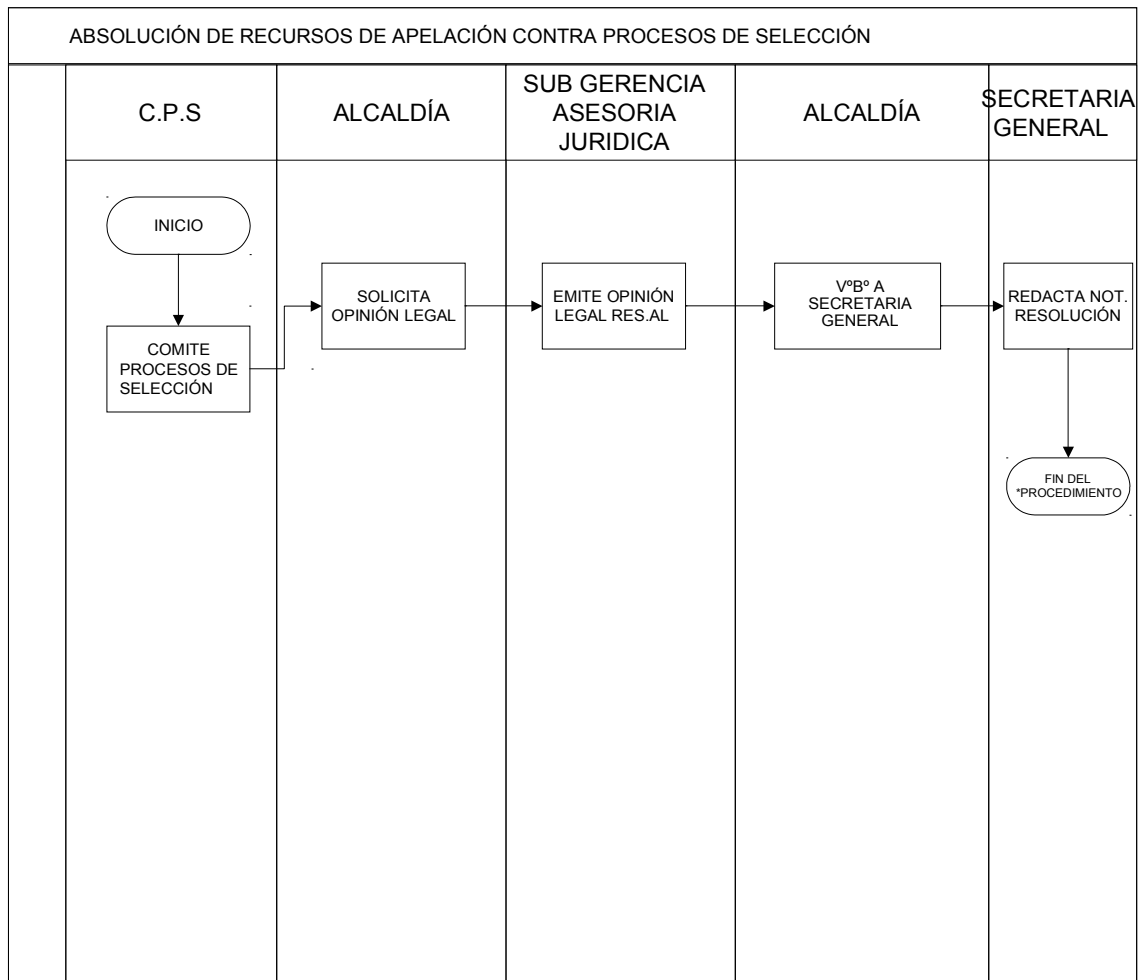 ABSOLUCIÓN DE RECURSOS DE APELACIÓN CONTRA PROCESOS DE SELECCIÓN
C.P.S
ALCALDÍA
SUB GERENCIA
ASESORIA
JURIDICA
ALCALDÍA
SECRETARIA
GENERAL
INICIO
COMITE
PROCESOS DE
SELECCIÓN
SOLICITA
OPINIÓN LEGAL
EMITE OPINIÓN
LEGAL RES.AL
VºBº A
SECRETARIA
GENERAL
REDACTA NOT.
RESOLUCIÓN
FIN DEL
*PROCEDIMIENTO